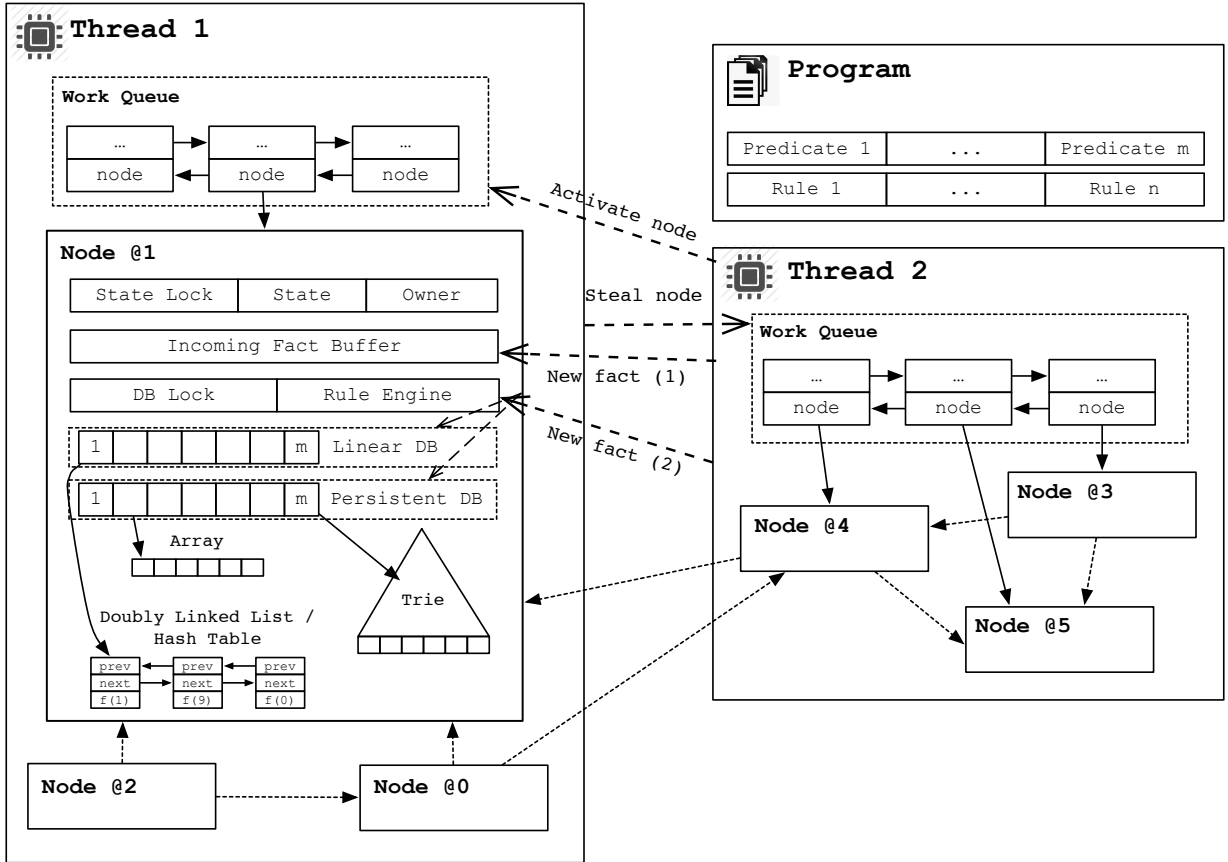 Thread 1
Work Queue
… … …
node node node
Node @1
State Lock State Owner
Incoming Fact Buffer
DB Lock Rule Engine
1 m Linear DB
1 m Persistent DB
Array
Trie
Doubly Linked List /
Hash Table
prev prev prev
next next next
f(1) f(9) f(0)
Node @2
Node @0
Activate node
Steal node
New fact (1)
New fact (2)
Program
Predicate 1 ... Predicate m
Rule 1 ... Rule n
Thread 2
Work Queue
… … …
node node node
Node @3
Node @4
Node @5